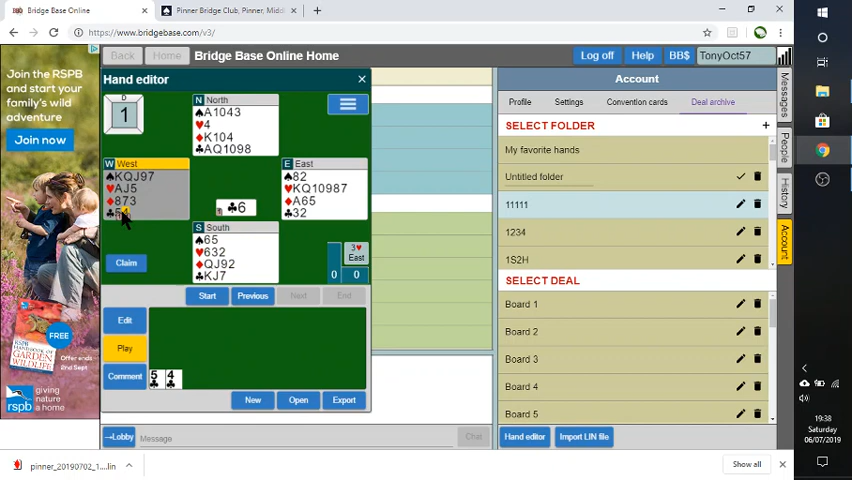 Bridge Base Online
Pinner Bridge Club, Pinner, Midd
https://www.bridgebase.com/v3/
Join the RSPB
and start your
family's wild
adventure
Join now
FREE
Offer ends
2nd Sept
RSPB
HANDBOOK OF
GARDEN
WILDLIFE
rspb
giving
nature
a home
Back
Home
Bridge Base Online Home
Log off
Help
BB$
TonyOct57
Hand editor
D
1
N North
♠A1043
♥4
♦K104
♣AQ1098
W West
♠KQJ97
♥AJ5
♦873
♣54
♣6
E East
♠82
♥KQ10987
♦A65
♣32
S South
♠65
♥632
♦QJ92
♣KJ7
3♥
East
0 0
Claim
Start
Previous
Next
End
Edit
Play
Comment
5♣ 4♣
New
Open
Export
→Lobby
Message
Chat
Account
Profile
Settings
Convention cards
Deal archive
SELECT FOLDER
+
My favorite hands
Untitled folder
11111
1234
1S2H
SELECT DEAL
Board 1
Board 2
Board 3
Board 4
Board 5
Hand editor
Import LIN file
Messages
People
History
Account
pinner_20190702_1....lin
Show all
19:38
Saturday
06/07/2019